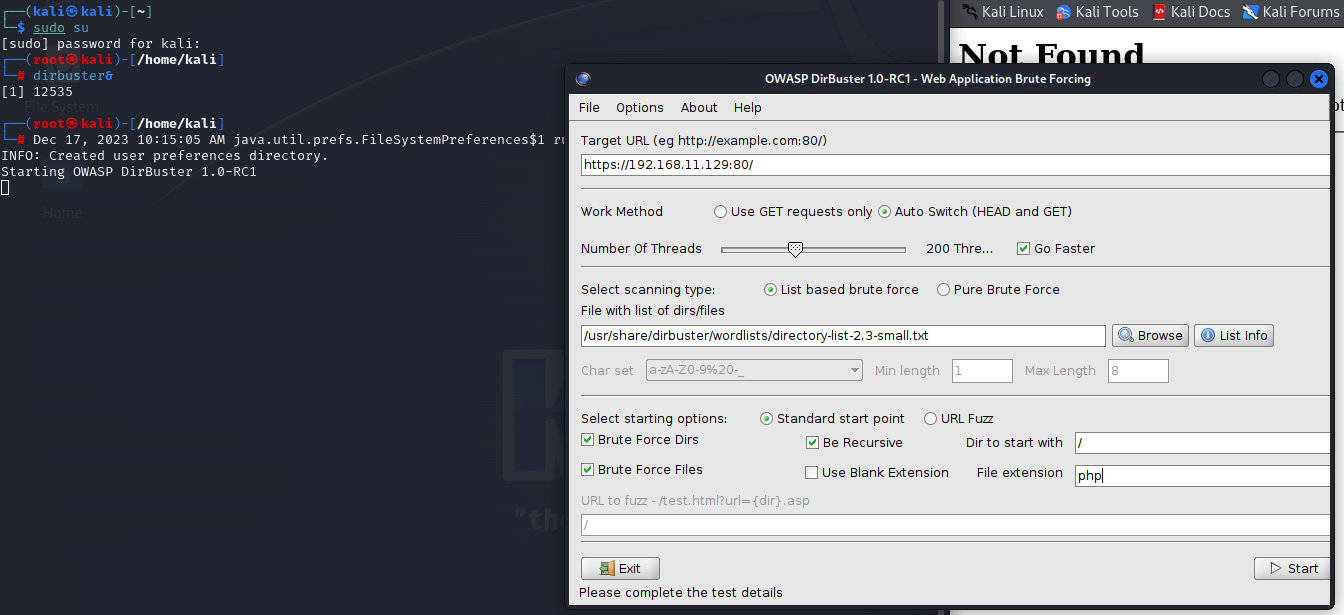 ┌──(kali㉿kali)-[~]
└─$ sudo su
[sudo] password for kali:
┌──(root㉿kali)-[/home/kali]
└─# dirbuster&
[1] 12535
File System
┌──(root㉿kali)-[/home/kali]
└─# Dec 17, 2023 10:15:05 AM java.util.prefs.FileSystemPreferences$1 ru
INFO: Created user preferences directory.
Starting OWASP DirBuster 1.0-RC1
Home
"the
Kali Linux Kali Tools Kali Docs Kali Forums
Not Found
OWASP DirBuster 1.0-RC1 - Web Application Brute Forcing
File Options About Help
Target URL (eg http://example.com:80/)
https://192.168.11.129:80/
Work Method Use GET requests only Auto Switch (HEAD and GET)
Number Of Threads 200 Thre... Go Faster
Select scanning type: List based brute force Pure Brute Force
File with list of dirs/files
/usr/share/dirbuster/wordlists/directory-list-2.3-small.txt Browse List Info
Char set a-zA-Z0-9%20-_ Min length 1 Max Length 8
Select starting options: Standard start point URL Fuzz
Brute Force Dirs Be Recursive Dir to start with /
Brute Force Files Use Blank Extension File extension php
URL to fuzz - /test.html?url={dir}.asp
/
Exit Start
Please complete the test details